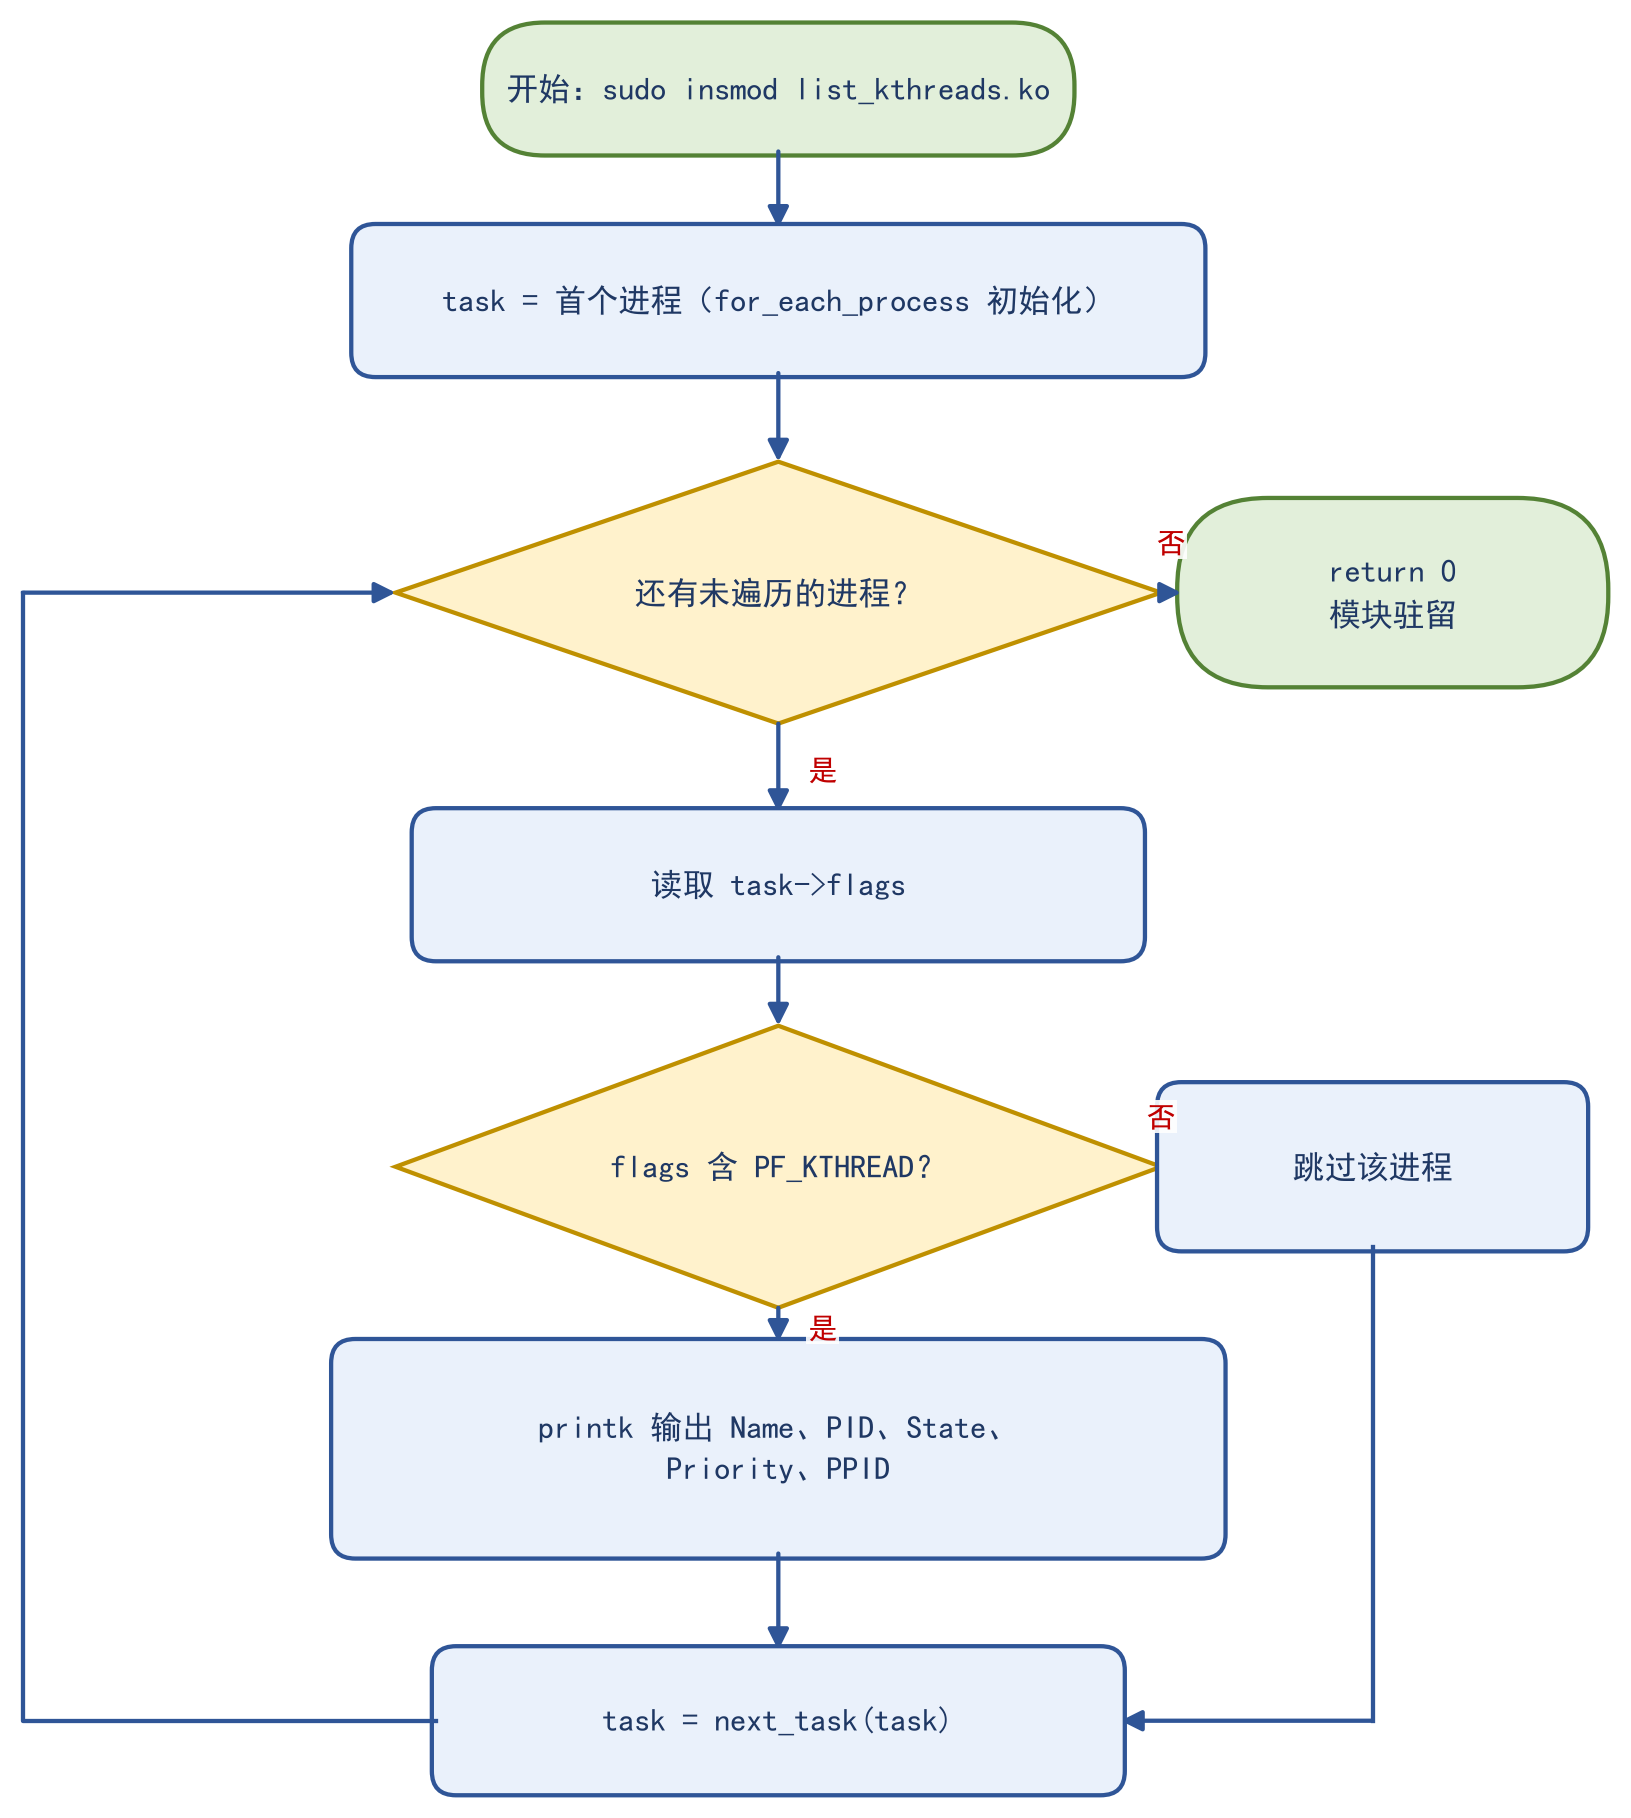 开始：sudo insmod list_kthreads.ko
task = 首个进程（for_each_process 初始化）
还有未遍历的进程？
否
return 0
模块驻留
是
读取 task->flags
flags 含 PF_KTHREAD？
否
跳过该进程
是
printk 输出 Name、PID、State、
Priority、PPID
task = next_task(task)